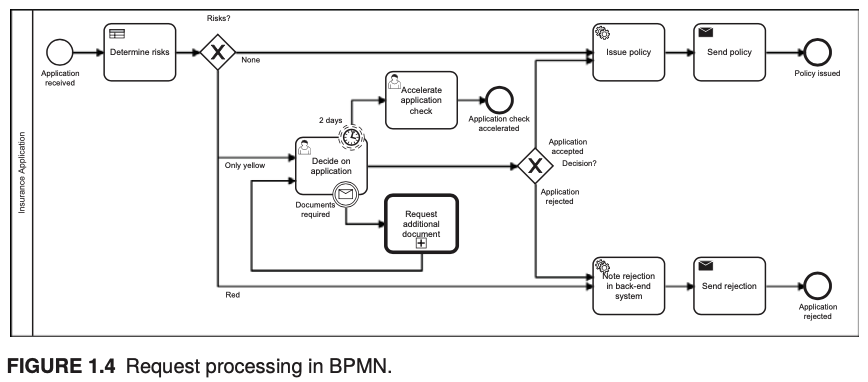 Risks?
Determine risks
Application
received
None
Issue policy
Send policy
Policy issued
Accelerate
application
check
Application check
accelerated
2 days
Insurance Application
Only yellow
Decide on
application
Documents
required
Request
additional
document
Application
accepted
Decision?
Application
rejected
Red
Note rejection
in back-end
system
Send rejection
Application
rejected
FIGURE 1.4 Request processing in BPMN.